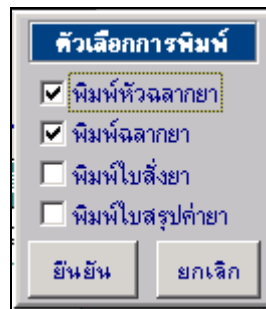 ตัวเลือกการพิมพ์
พิมพ์หัวฉลากยา
พิมพ์ฉลากยา
พิมพ์ใบสั่งยา
พิมพ์ใบสรุปค่ายา
ยืนยัน ยกเลิก